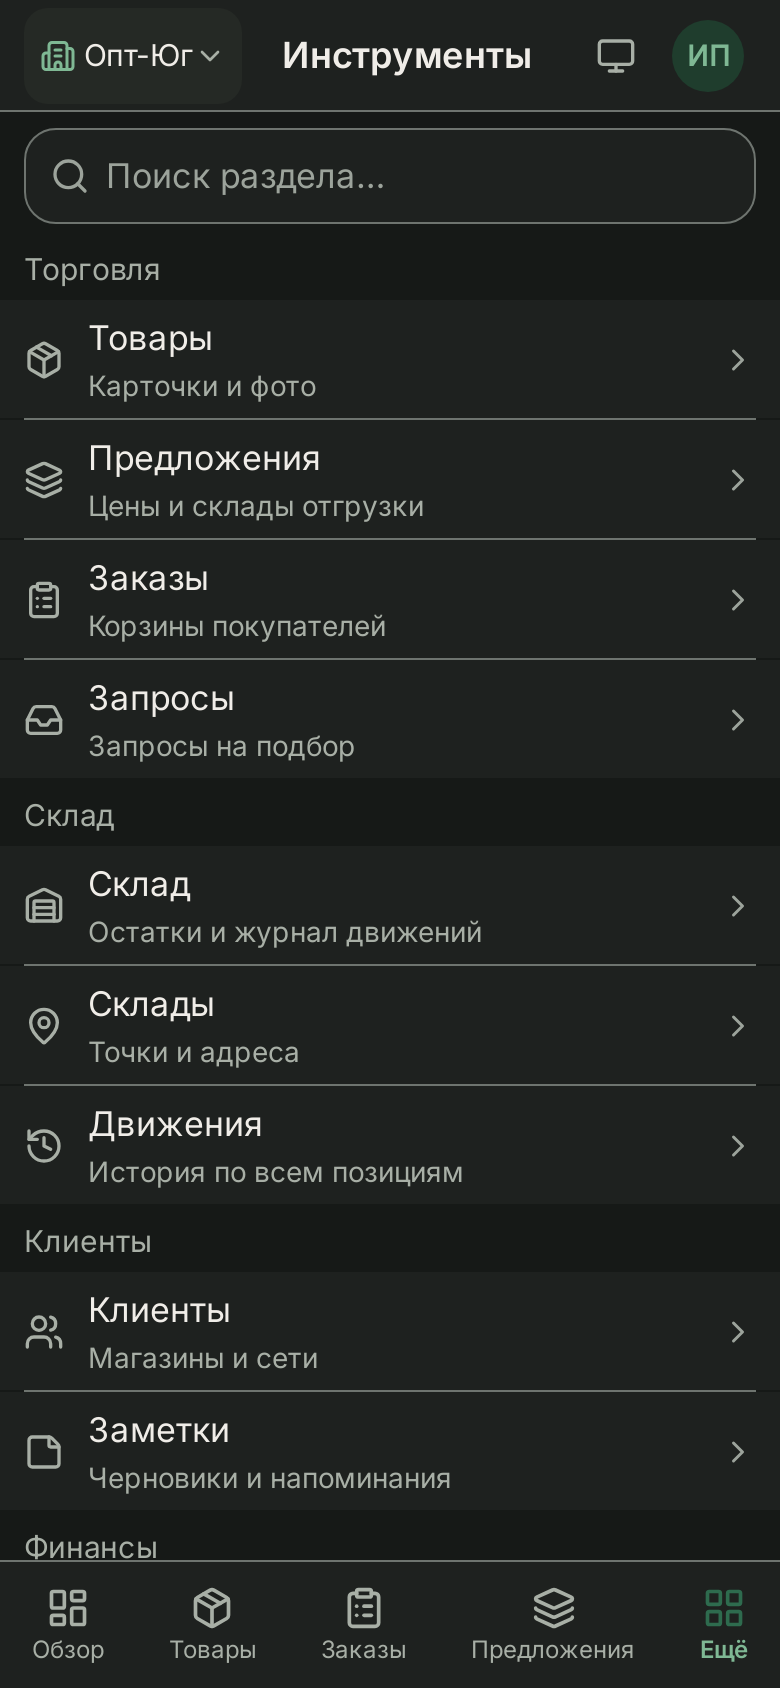 Опт-Юг
Инструменты
ИП
Поиск раздела...
Торговля
Товары
Карточки и фото
Предложения
Цены и склады отгрузки
Заказы
Корзины покупателей
Запросы
Запросы на подбор
Склад
Склад
Остатки и журнал движений
Склады
Точки и адреса
Движения
История по всем позициям
Клиенты
Клиенты
Магазины и сети
Заметки
Черновики и напоминания
Финансы
Обзор
Товары
Заказы
Предложения
Ещё